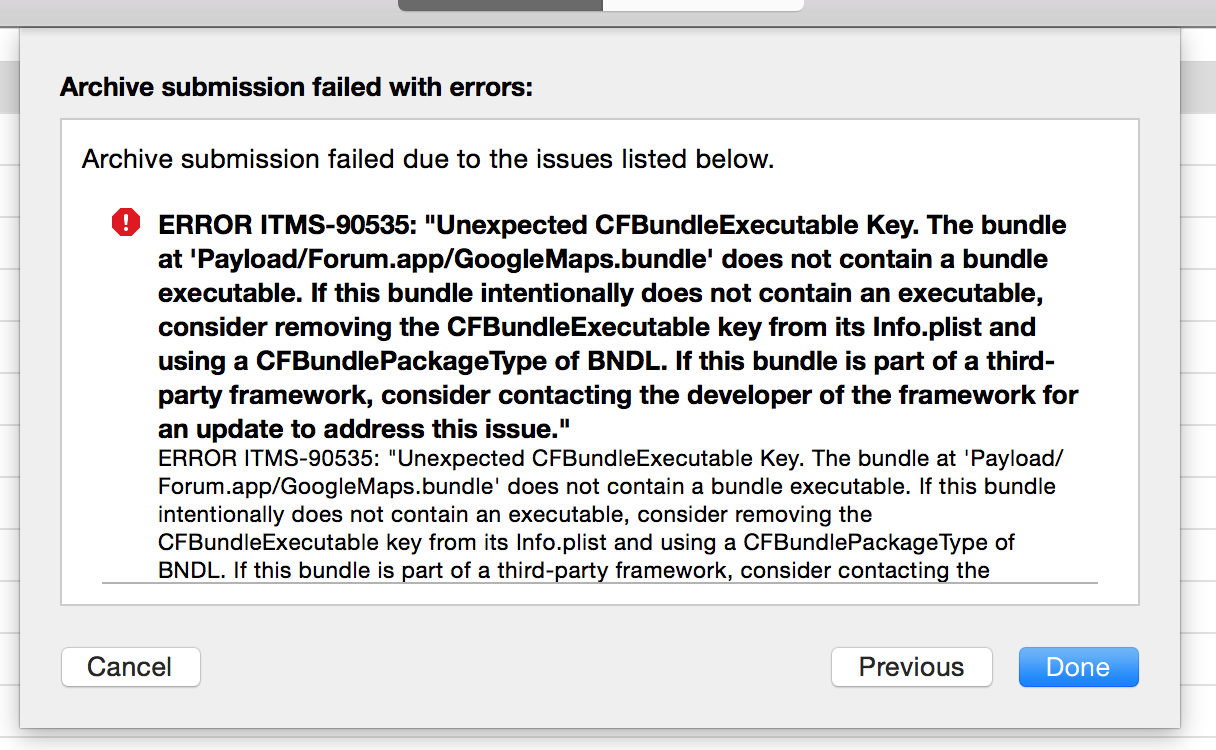 Archive submission failed with errors:
Archive submission failed due to the issues listed below.
ERROR ITMS-90535: "Unexpected CFBundleExecutable Key. The bundle
at 'Payload/Forum.app/GoogleMaps.bundle' does not contain a bundle
executable. If this bundle intentionally does not contain an executable,
consider removing the CFBundleExecutable key from its Info.plist and
using a CFBundlePackageType of BNDL. If this bundle is part of a third-
party framework, consider contacting the developer of the framework for
an update to address this issue."
ERROR ITMS-90535: "Unexpected CFBundleExecutable Key. The bundle at 'Payload/
Forum.app/GoogleMaps.bundle' does not contain a bundle executable. If this bundle
intentionally does not contain an executable, consider removing the
CFBundleExecutable key from its Info.plist and using a CFBundlePackageType of
BNDL. If this bundle is part of a third-party framework, consider contacting the
Cancel
Previous
Done